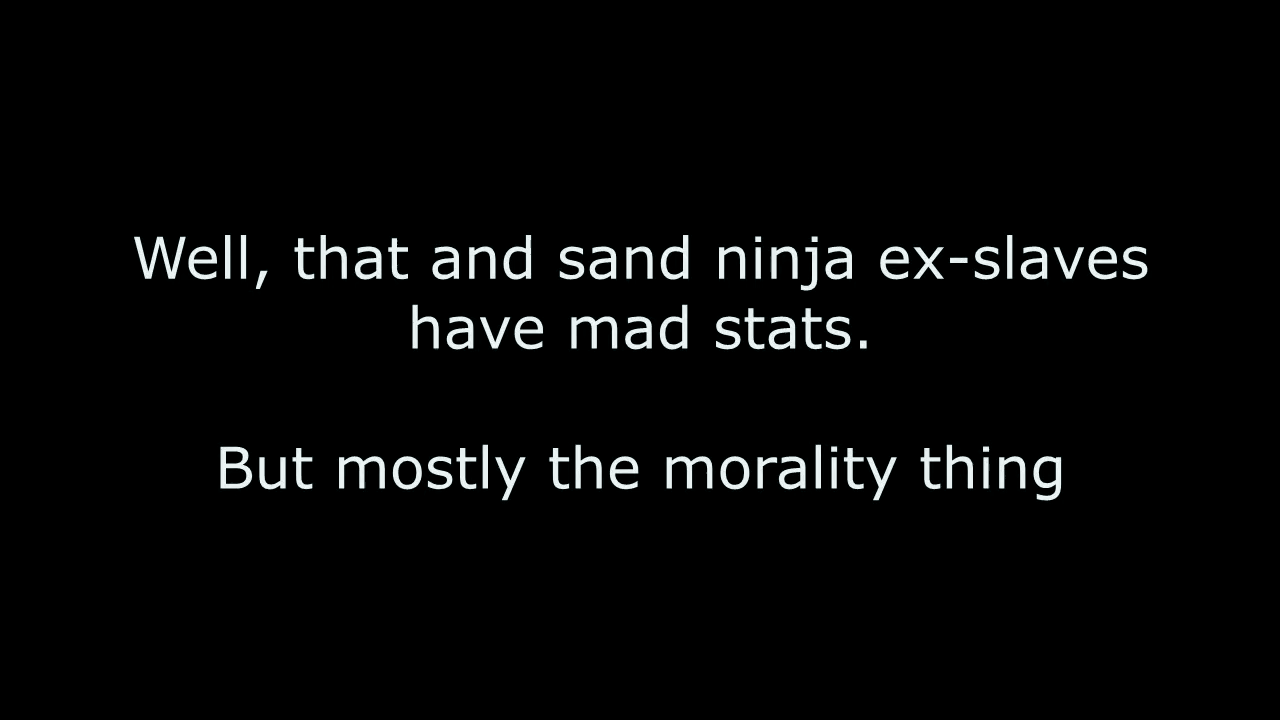 Well, that and sand ninja ex-slaves
have mad stats.
But mostly the morality thing